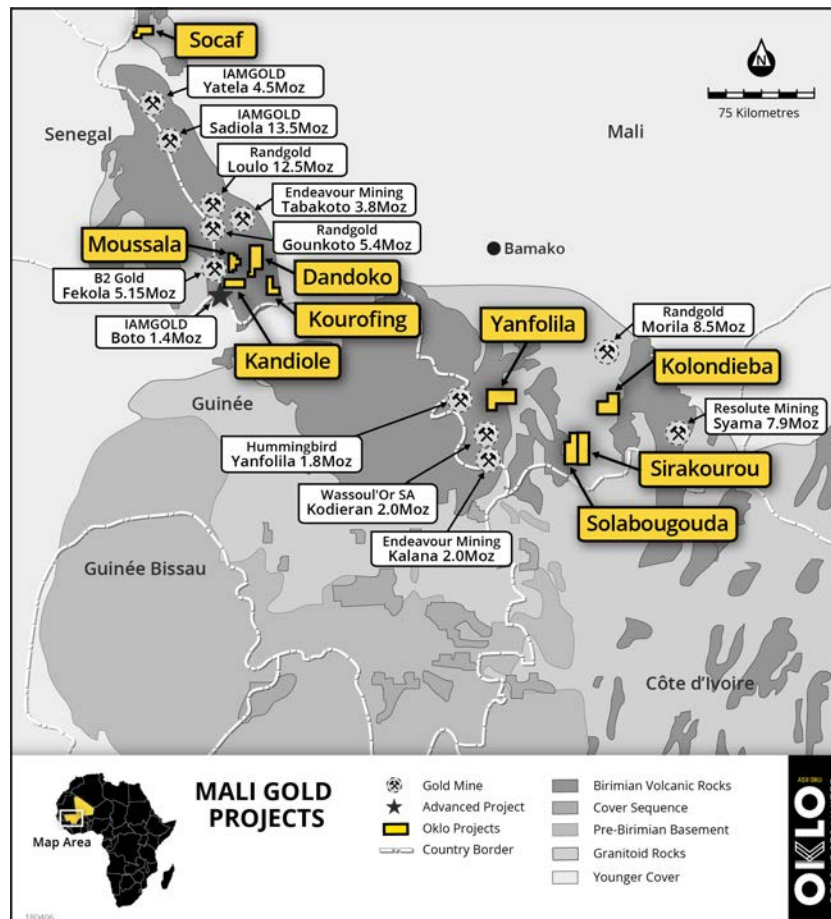 Socaf
IAMGOLD
Yatela 4.5Moz
N
75 Kilometres
IAMGOLD
Sadiola 13.5Moz
Senegal
Mali
Randgold
Loulo 12.5Moz
Endeavour Mining
Tabakoto 3.8Moz
Randgold
Gounkoto 5.4Moz
Moussala
Bamako
B2 Gold
Fekola 5.15Moz
Dandoko
IAMGOLD
Boto 1.4Moz
Kourofing
Yanfolila
Randgold
Morila 8.5Moz
Kandiole
Kolondieba
Guinée
Resolute Mining
Syama 7.9Moz
Hummingbird
Yanfolila 1.8Moz
Sirakourou
Wassoul'Or SA
Kodieran 2.0Moz
Solabougouda
Endeavour Mining
Kalana 2.0Moz
Guinée Bissau
Côte d'Ivoire
Map Area
MALI GOLD
PROJECTS
Gold Mine
Advanced Project
Oklo Projects
Country Border
Birimian Volcanic Rocks
Cover Sequence
Pre-Birimian Basement
Granitoid Rocks
Younger Cover
ASX OKU
OKLO
180406